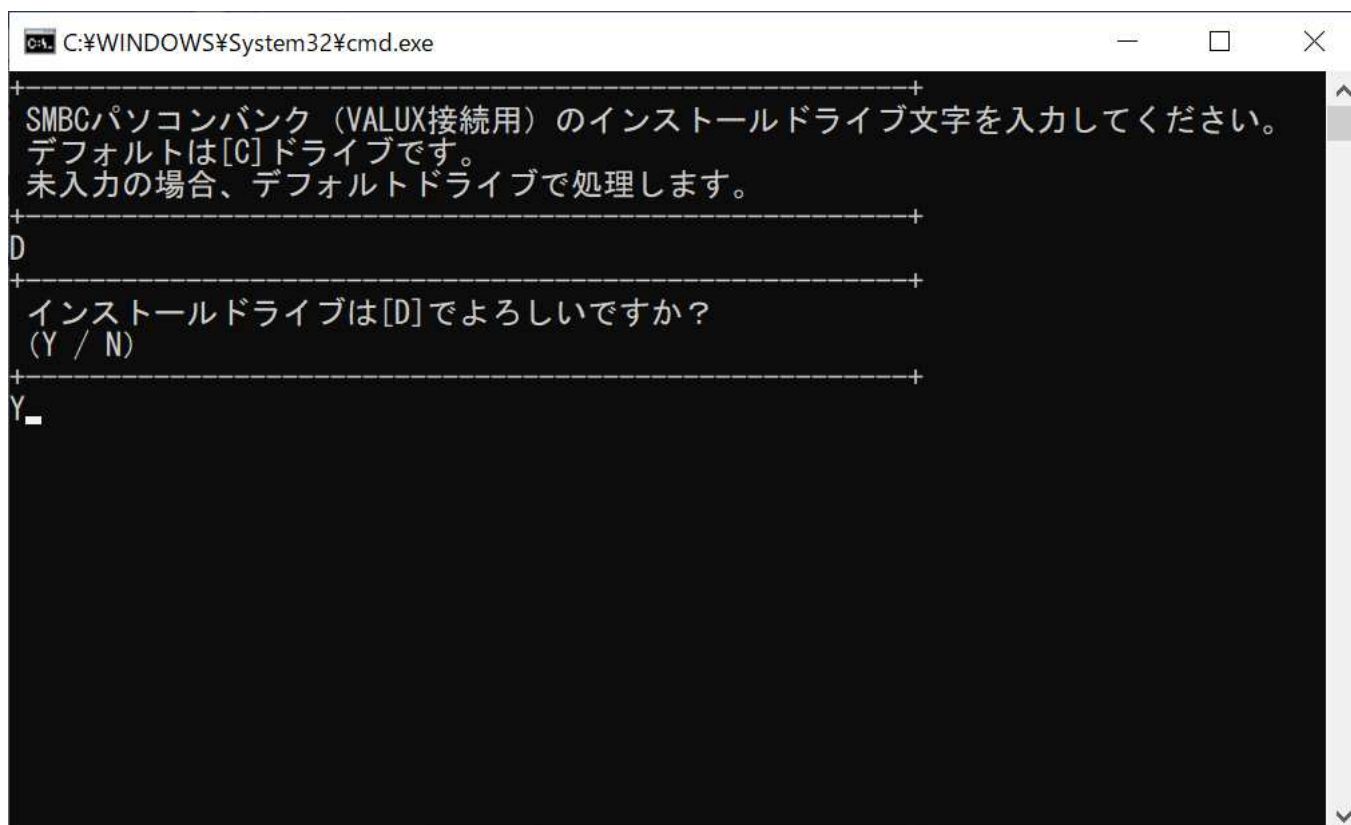 C:¥WINDOWS¥System32¥cmd.exe
+------------------------------------------------------+
SMBCパソコンバンク（VALUX接続用）のインストールドライブ文字を入力してください。
デフォルトは[C]ドライブです。
未入力の場合、デフォルトドライブで処理します。
+------------------------------------------------------+
D
+------------------------------------------------------+
インストールドライブは[D]でよろしいですか？
(Y / N)
+------------------------------------------------------+
Y_